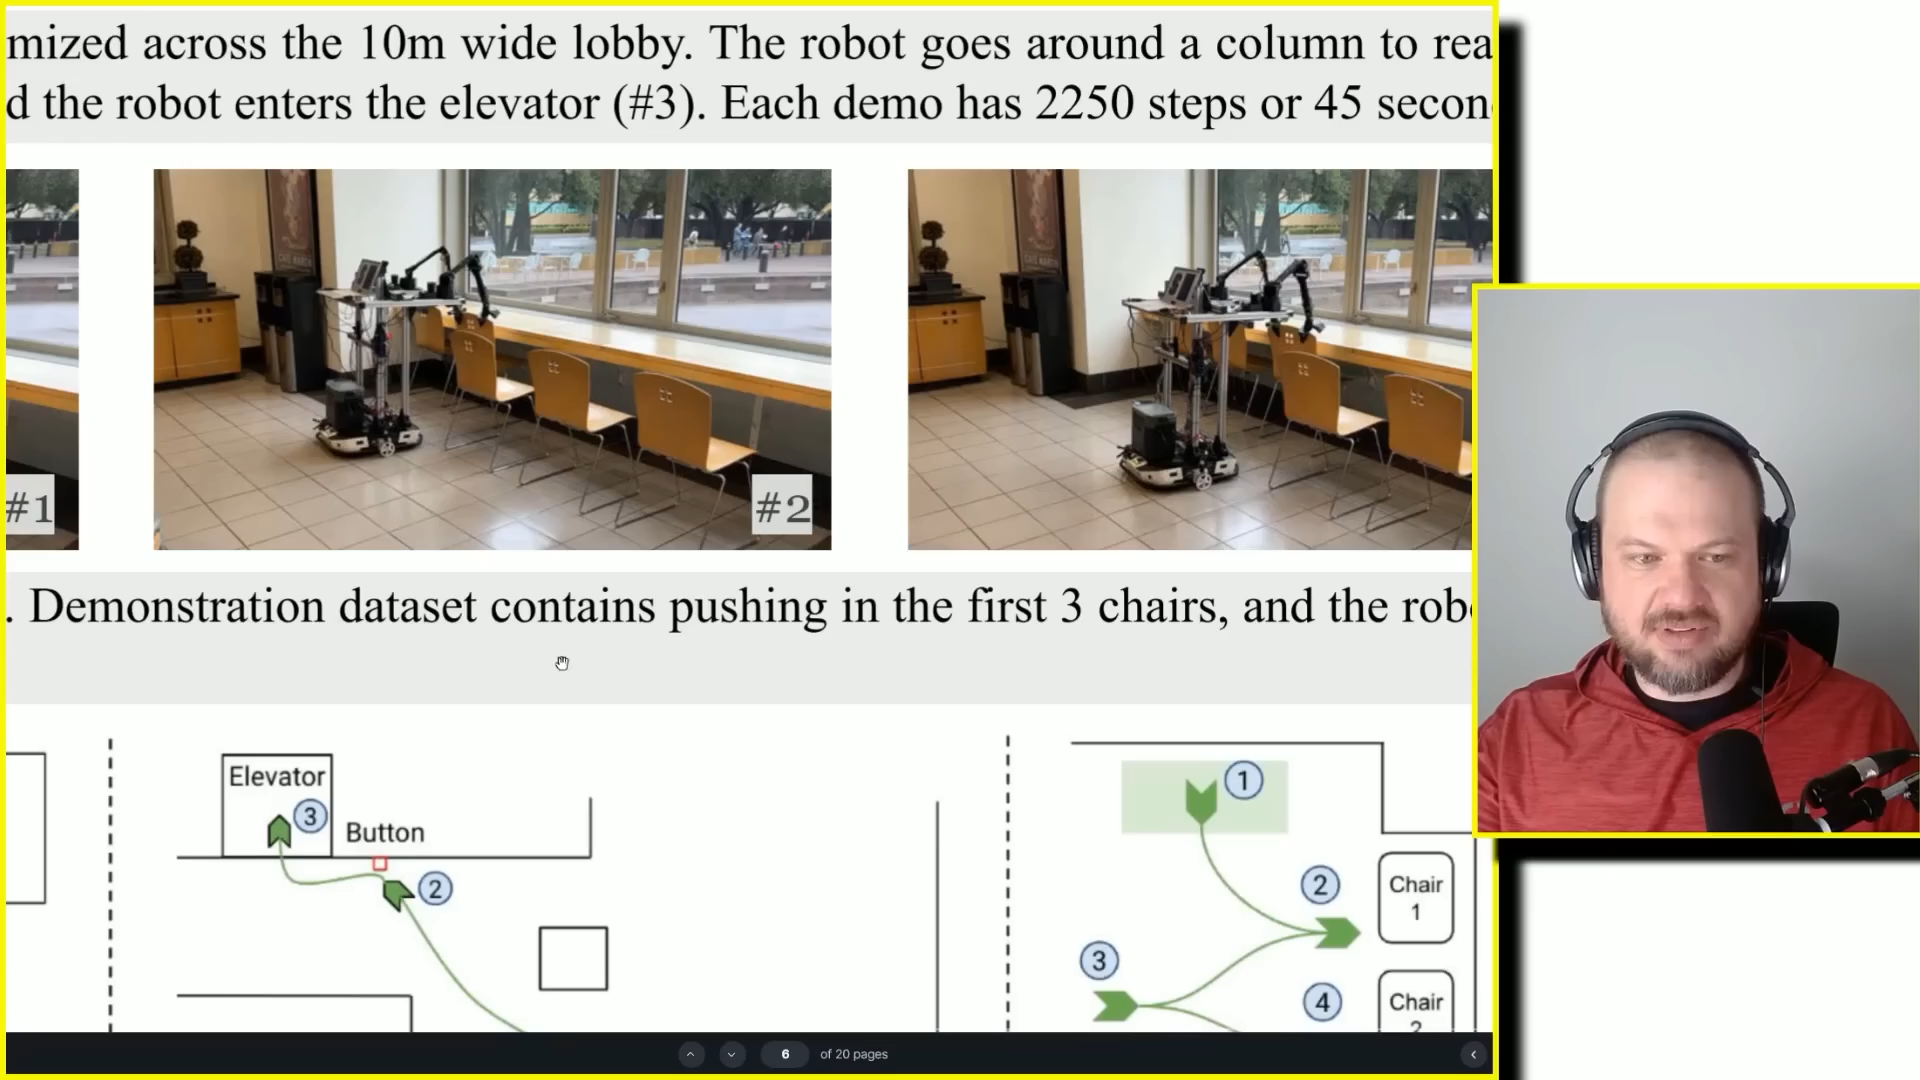 mized across the 10m wide lobby. The robot goes around a column to rea
d the robot enters the elevator (#3). Each demo has 2250 steps or 45 secon
#1
#2
. Demonstration dataset contains pushing in the first 3 chairs, and the rob
Elevator
3
Button
2
1
2
Chair
1
3
4
Chair
2
6 of 20 pages